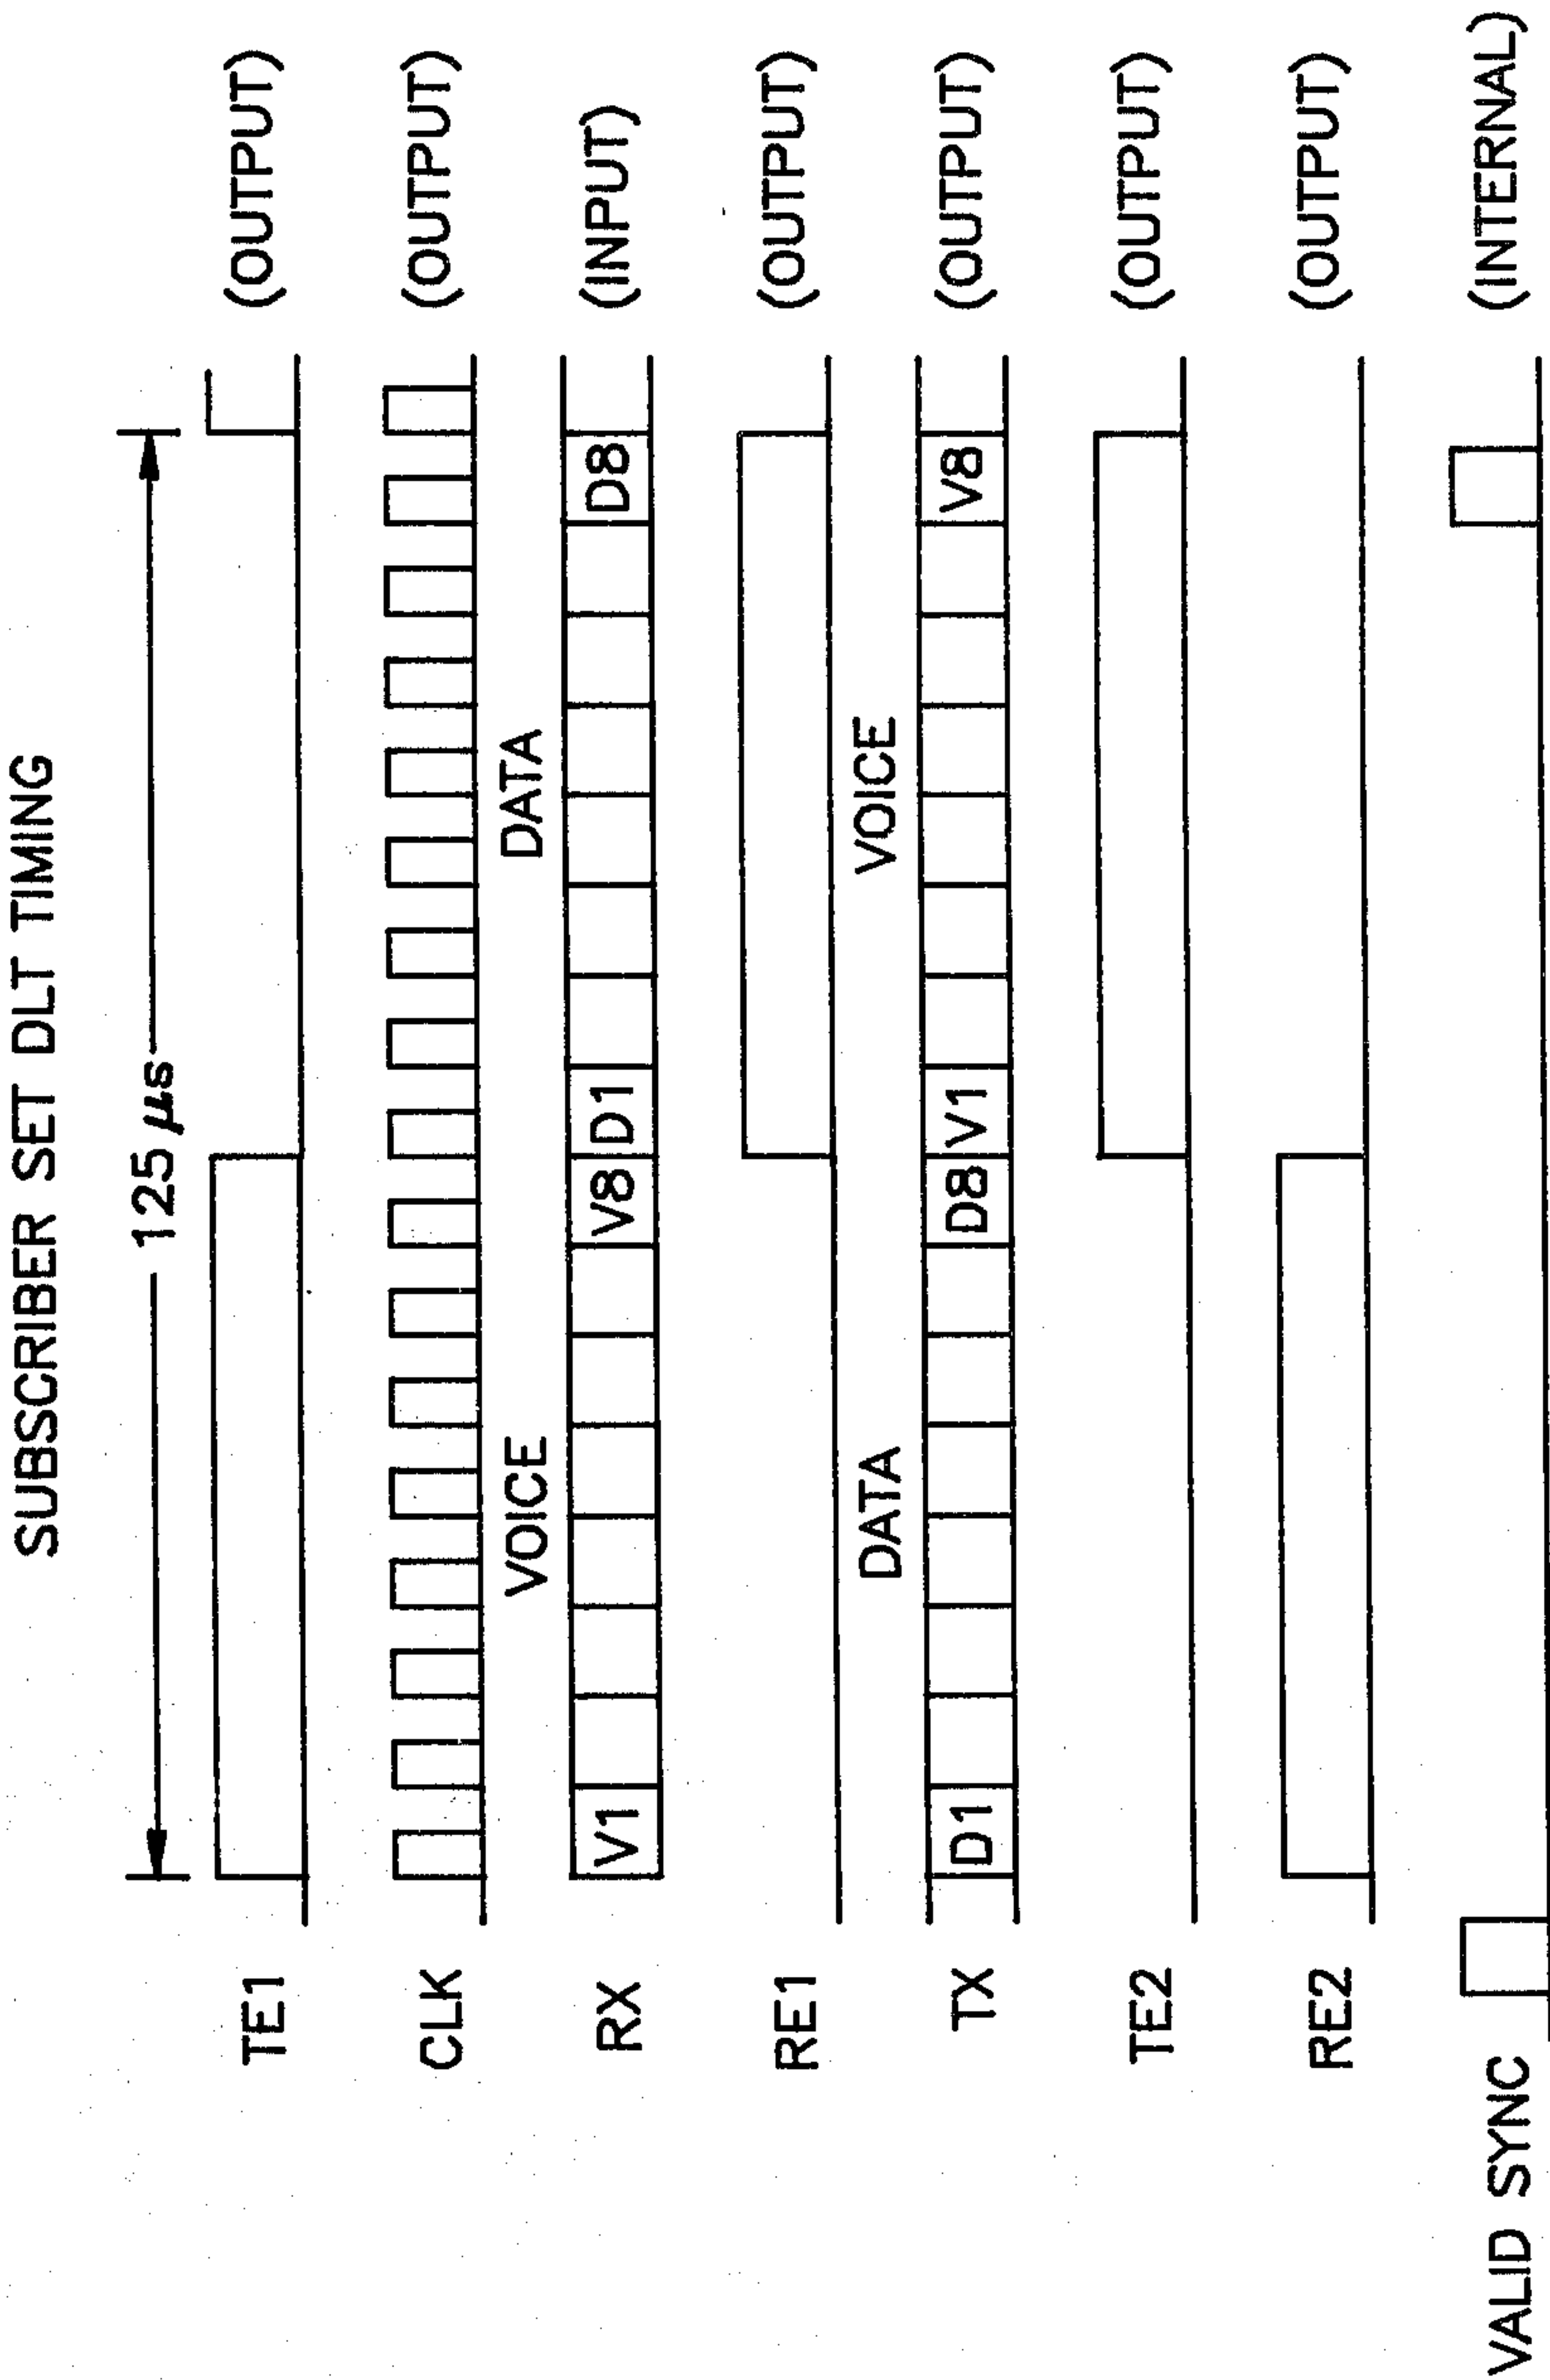 SUBSCRIBER SET DLT TIMING
125 µs
TE1 (OUTPUT)
CLK (OUTPUT)
VOICE DATA
RX V1 V8 D1 D8 (INPUT)
RE1 (OUTPUT)
DATA VOICE
TX D1 D8 V1 V8 (OUTPUT)
TE2 (OUTPUT)
RE2 (OUTPUT)
VALID SYNC (INTERNAL)